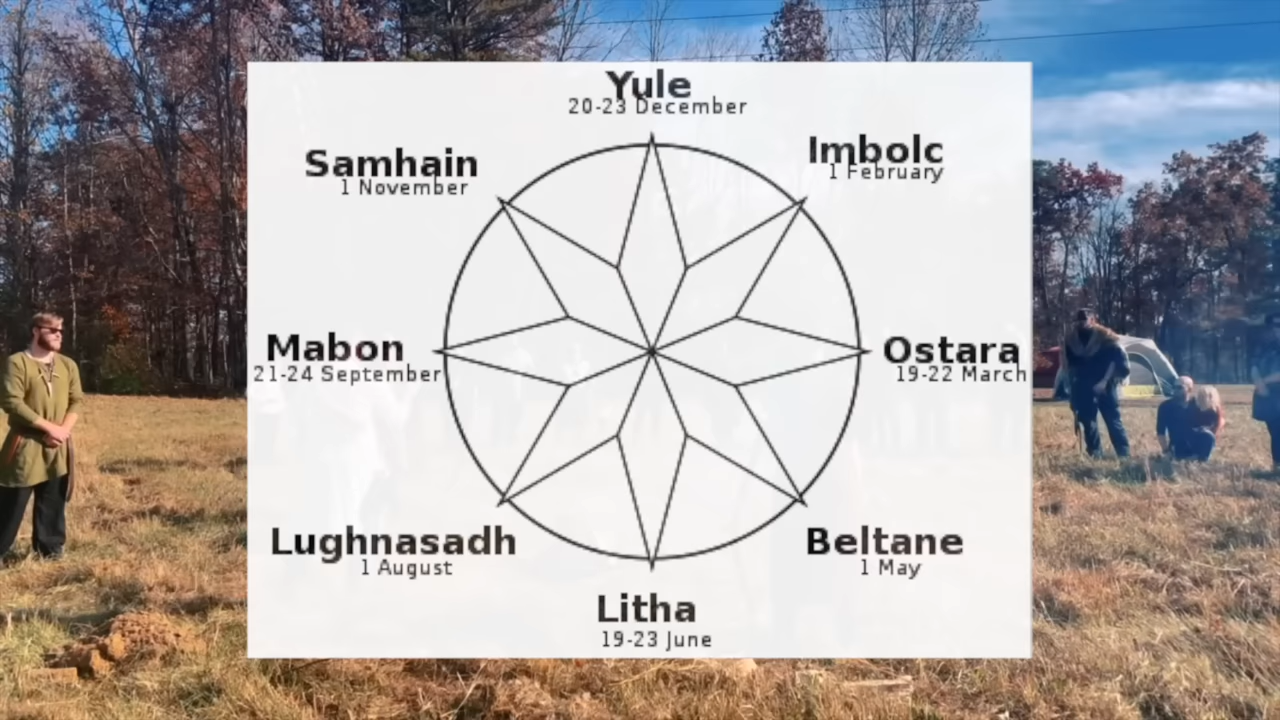 Yule
20-23 December
Imbolc
1 February
Samhain
1 November
Mabon
21-24 September
Ostara
19-22 March
Lughnasadh
1 August
Beltane
1 May
Litha
19-23 June